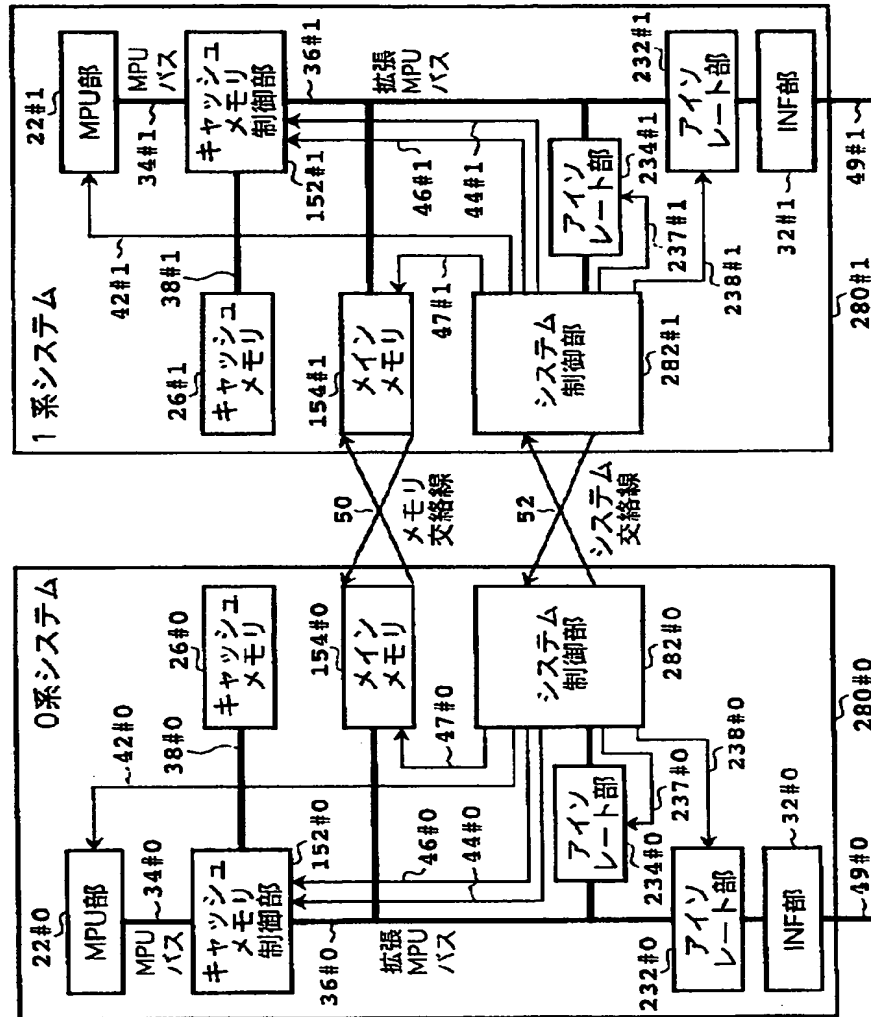 0系システム
22#0
MPU部
42#0
34#0
MPU
バス
38#0
26#0
キャッシュ
メモリ
キャッシュ
メモリ
制御部
152#0
36#0
46#0
44#0
拡張
MPU
バス
154#0
メイン
メモリ
47#0
システム
制御部
282#0
アイソ
レート部
234#0
237#0
238#0
232#0
アイソ
レート部
32#0
INF部
49#0
280#0
50
メモリ
交絡線
52
システム
交絡線
1系システム
22#1
MPU部
42#1
34#1
MPU
バス
38#1
26#1
キャッシュ
メモリ
キャッシュ
メモリ
制御部
152#1
36#1
46#1
44#1
拡張
MPU
バス
154#1
メイン
メモリ
47#1
システム
制御部
282#1
アイソ
レート部
234#1
237#1
238#1
232#1
アイソ
レート部
32#1
INF部
49#1
280#1